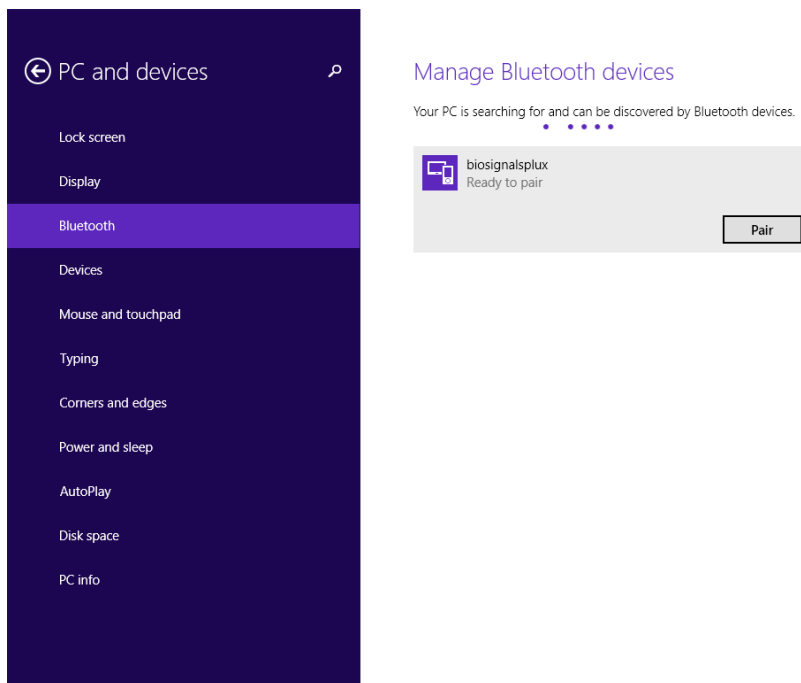 PC and devices
Lock screen
Display
Bluetooth
Devices
Mouse and touchpad
Typing
Corners and edges
Power and sleep
AutoPlay
Disk space
PC info
Manage Bluetooth devices
Your PC is searching for and can be discovered by Bluetooth devices.
biosignalsplux
Ready to pair
Pair